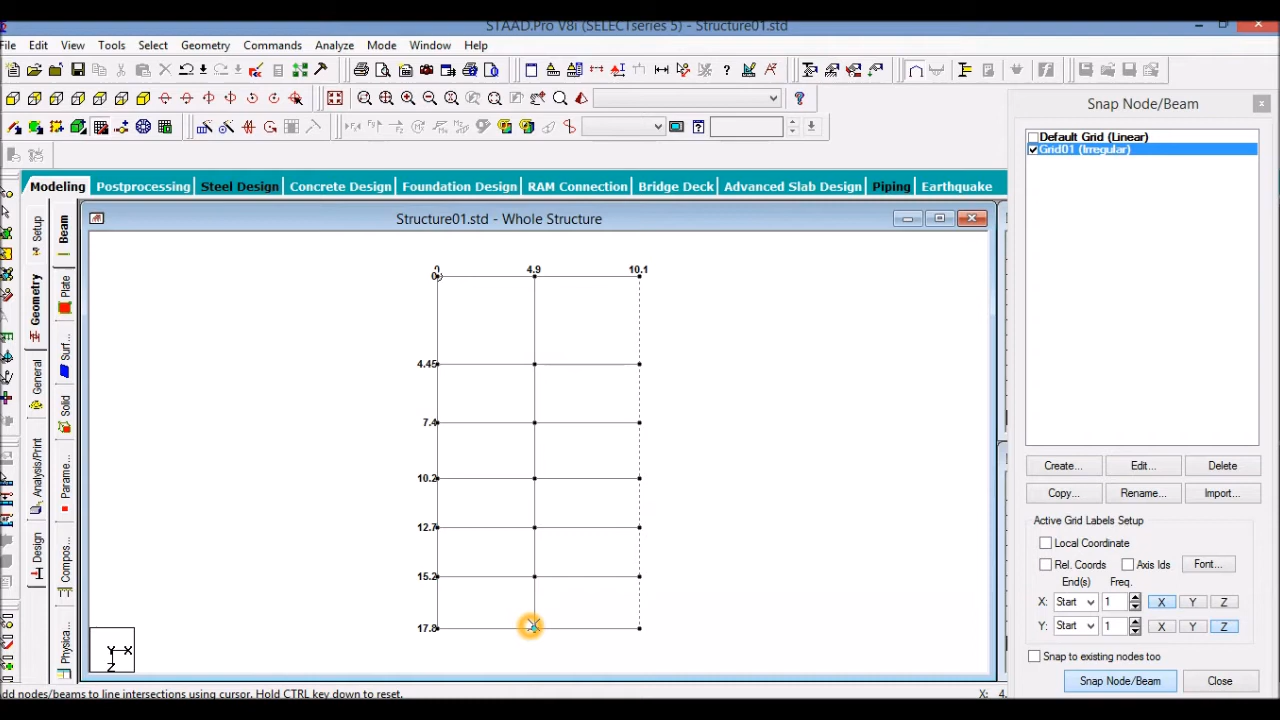 STAAD.Pro V8i (SELECTseries 5) - Structure01.std
File Edit View Tools Select Geometry Commands Analyze Mode Window Help
Snap Node/Beam
Default Grid (Linear)
Grid01 (Irregular)
Modeling Postprocessing Steel Design Concrete Design Foundation Design RAM Connection Bridge Deck Advanced Slab Design Piping Earthquake
Structure01.std - Whole Structure
Setup
Geometry
General
Analysis/Print
Design
Beam
Plate
Surf...
Solid
Parame...
Compos...
Physica...
0 4.9 10.1
0
4.45
7.4
10.2
12.7
15.2
17.8
Y X
Z
Create... Edit... Delete
Copy... Rename... Import...
Active Grid Labels Setup
Local Coordinate
Rel. Coords Axis Ids Font...
End(s) Freq.
X: Start 1 X Y Z
Y: Start 1 X Y Z
Snap to existing nodes too
Snap Node/Beam Close
dd nodes/beams to line intersections using cursor. Hold CTRL key down to reset.
X: 4.